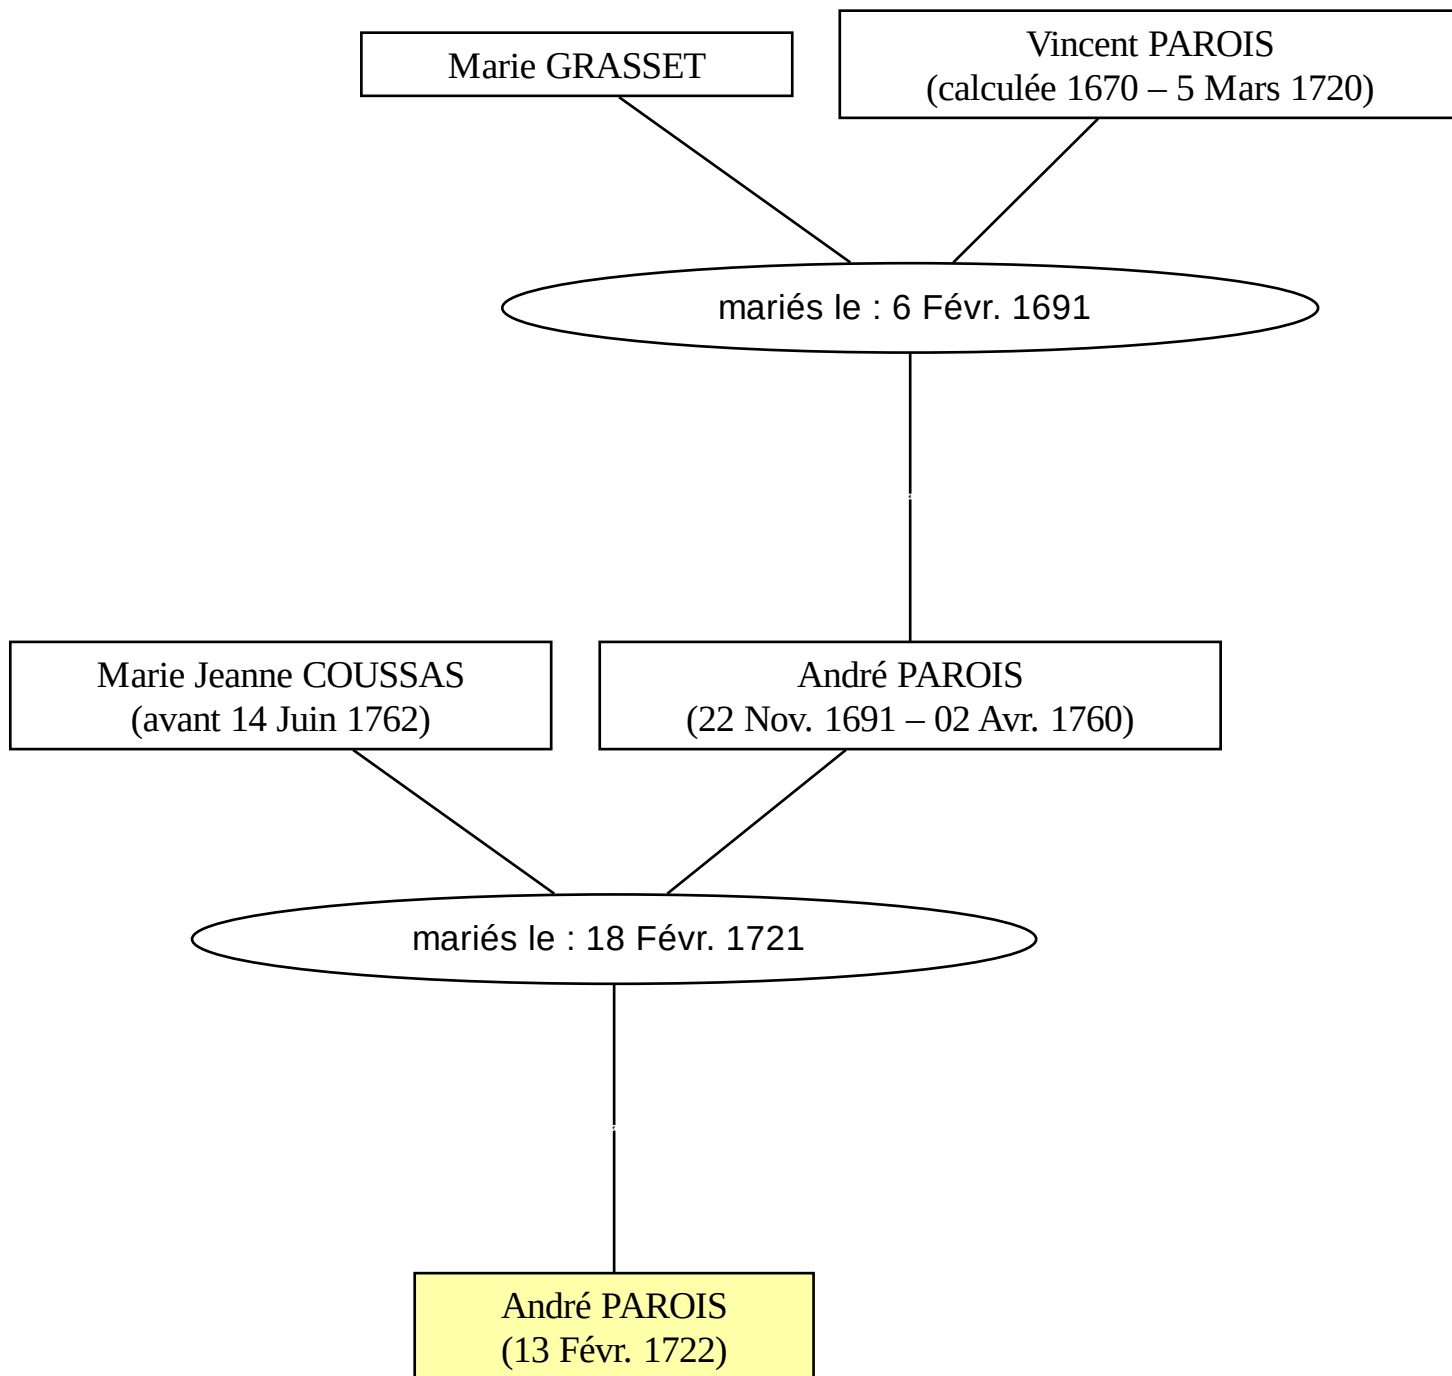 Marie GRASSET
Vincent PAROIS
(calculée 1670 – 5 Mars 1720)
mariés le : 6 Févr. 1691
Marie Jeanne COUSSAS
(avant 14 Juin 1762)
André PAROIS
(22 Nov. 1691 – 02 Avr. 1760)
mariés le : 18 Févr. 1721
André PAROIS
(13 Févr. 1722)